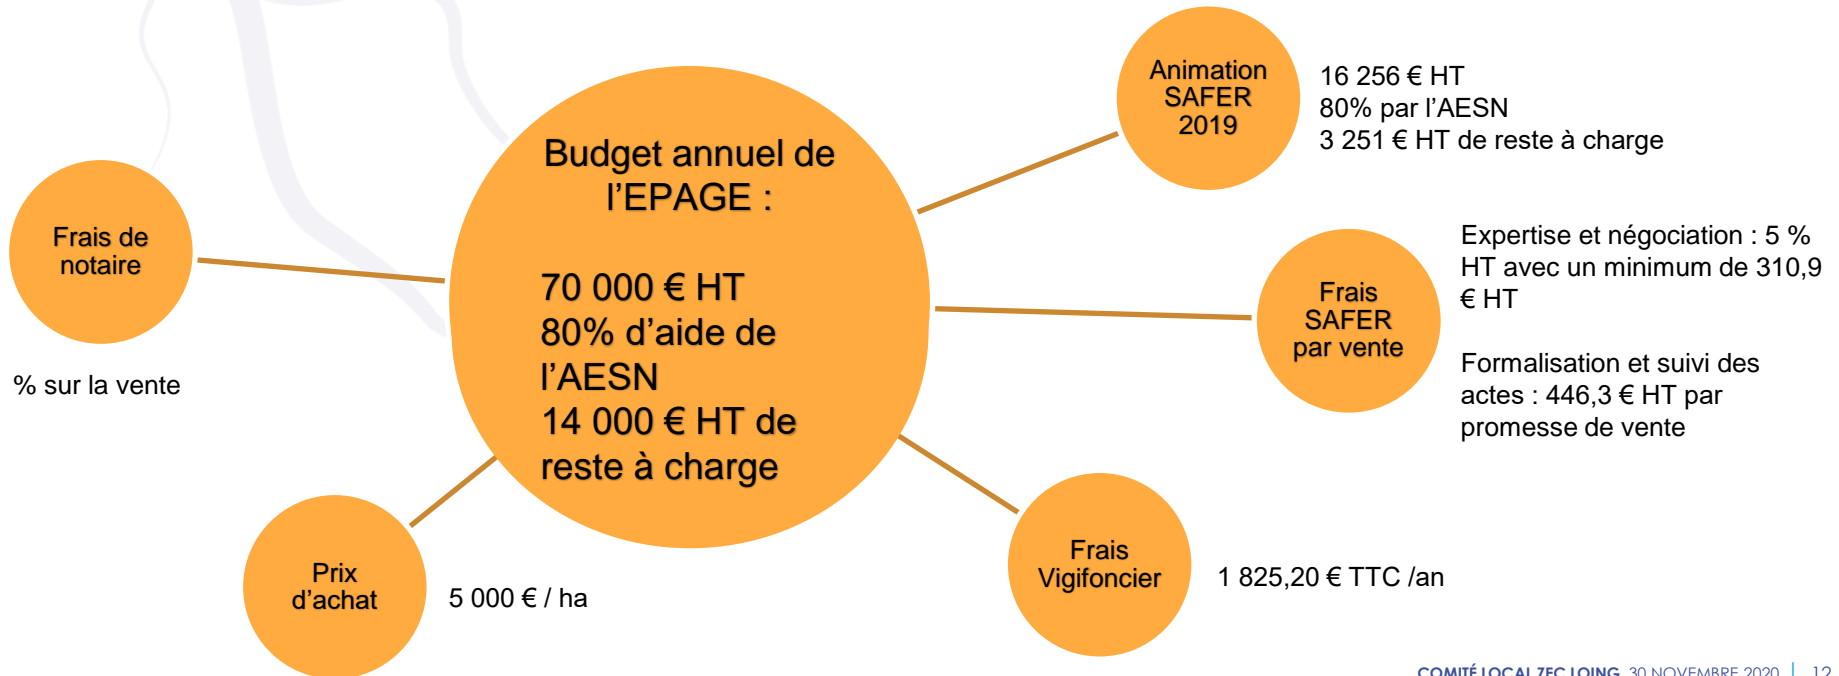 Budget annuel de
l'EPAGE :
70 000 € HT
80% d'aide de
l'AESN
14 000 € HT de
reste à charge
Animation
SAFER
2019
16 256 € HT
80% par l'AESN
3 251 € HT de reste à charge
Frais
SAFER
par vente
Expertise et négociation : 5 %
HT avec un minimum de 310,9
€ HT
Formalisation et suivi des
actes : 446,3 € HT par
promesse de vente
Frais
Vigifoncier
1 825,20 € TTC /an
Prix
d'achat
5 000 € / ha
Frais de
notaire
% sur la vente
COMITÉ LOCAL ZEC LOING 30 NOVEMBRE 2020 | 12